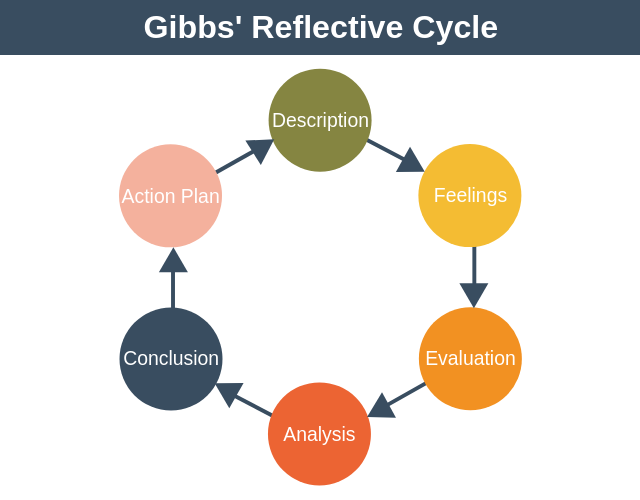 Gibbs' Reflective Cycle
Description
Feelings
Evaluation
Analysis
Conclusion
Action Plan